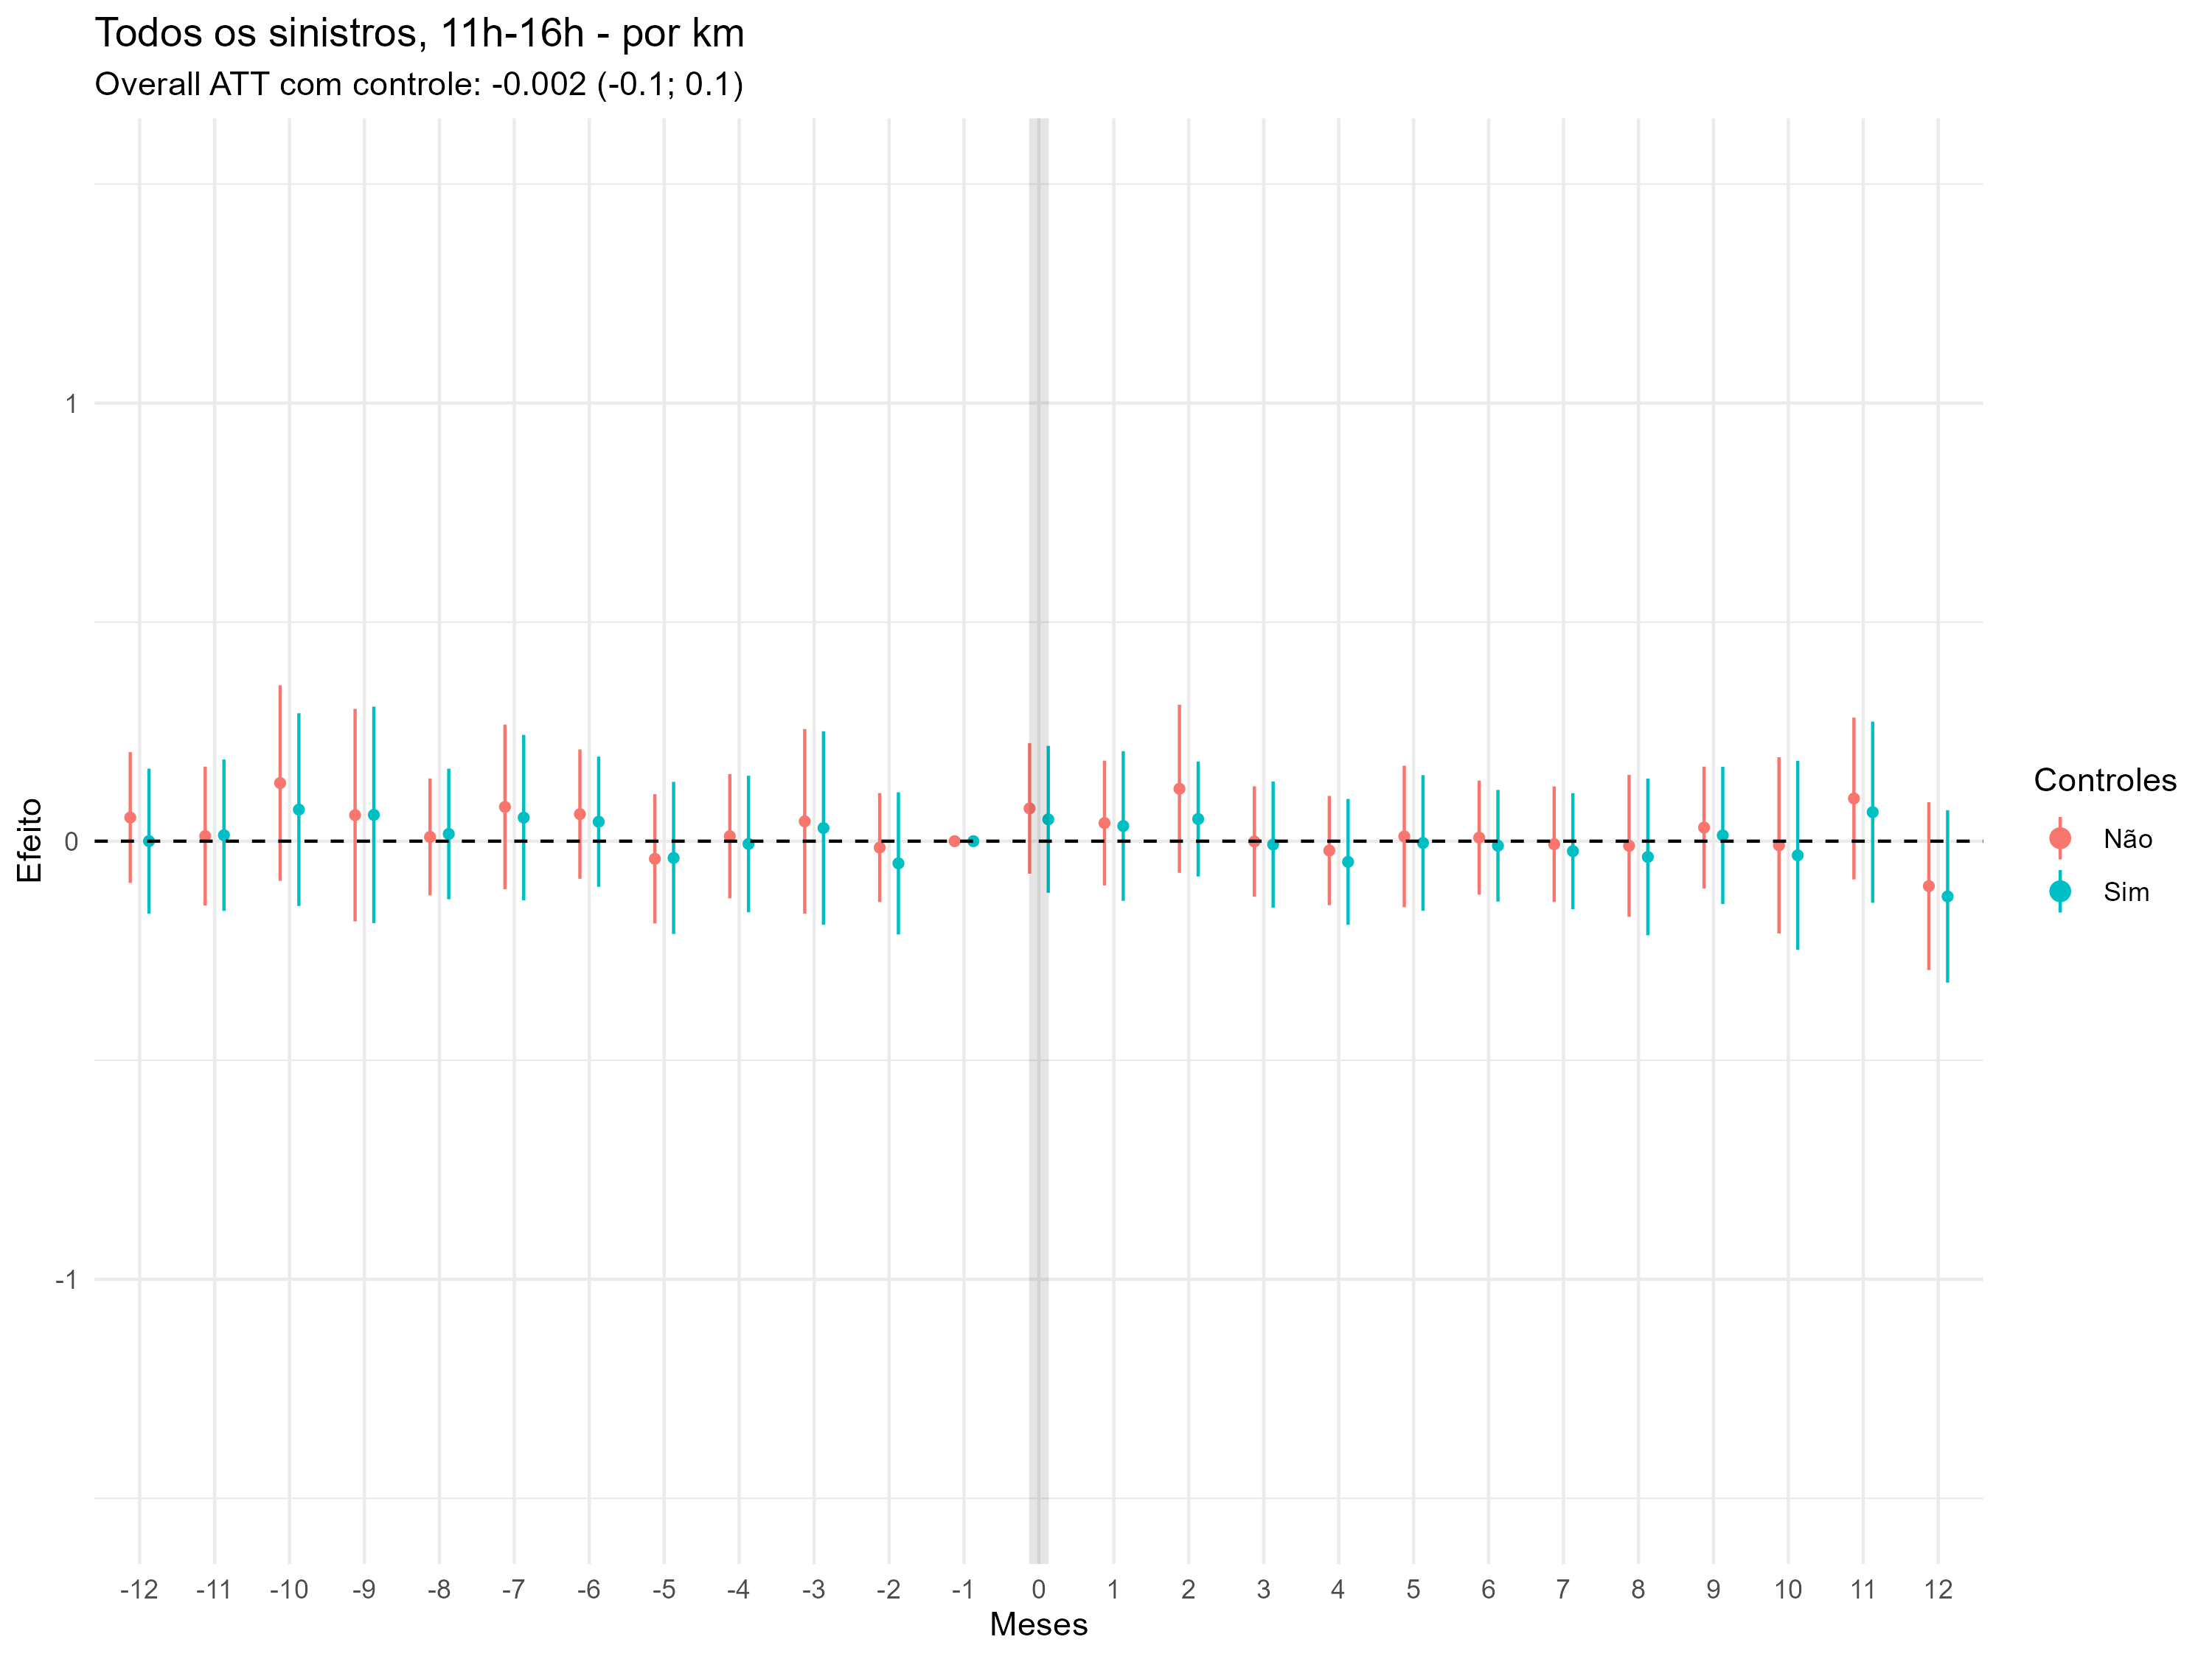 Todos os sinistros, 11h-16h - por km
Overall ATT com controle: -0.002 (-0.1; 0.1)
Efeito
1
0
-1
-12 -11 -10 -9 -8 -7 -6 -5 -4 -3 -2 -1 0 1 2 3 4 5 6 7 8 9 10 11 12
Meses
Controles
Não
Sim